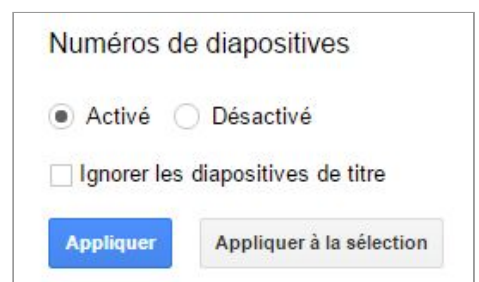 Numéros de diapositives
Activé Désactivé
Ignorer les diapositives de titre
Appliquer Appliquer à la sélection